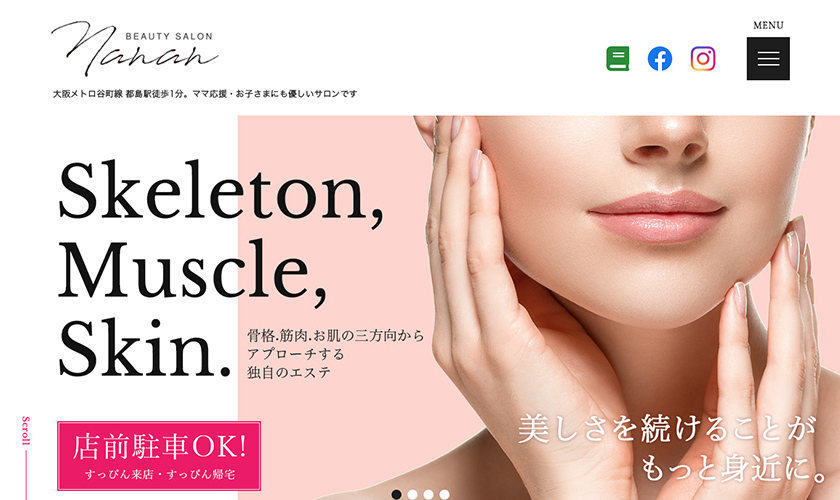 BEAUTY SALON
Nanan
MENU
大阪メトロ谷町線 都島駅徒歩1分。ママ応援・お子さまにも優しいサロンです
Skeleton,
Muscle,
Skin.
骨格.筋肉.お肌の三方向から
アプローチする
独自のエステ
Scroll
店前駐車OK!
すっぴん来店・すっぴん帰宅
美しさを続けることが
もっと身近に。